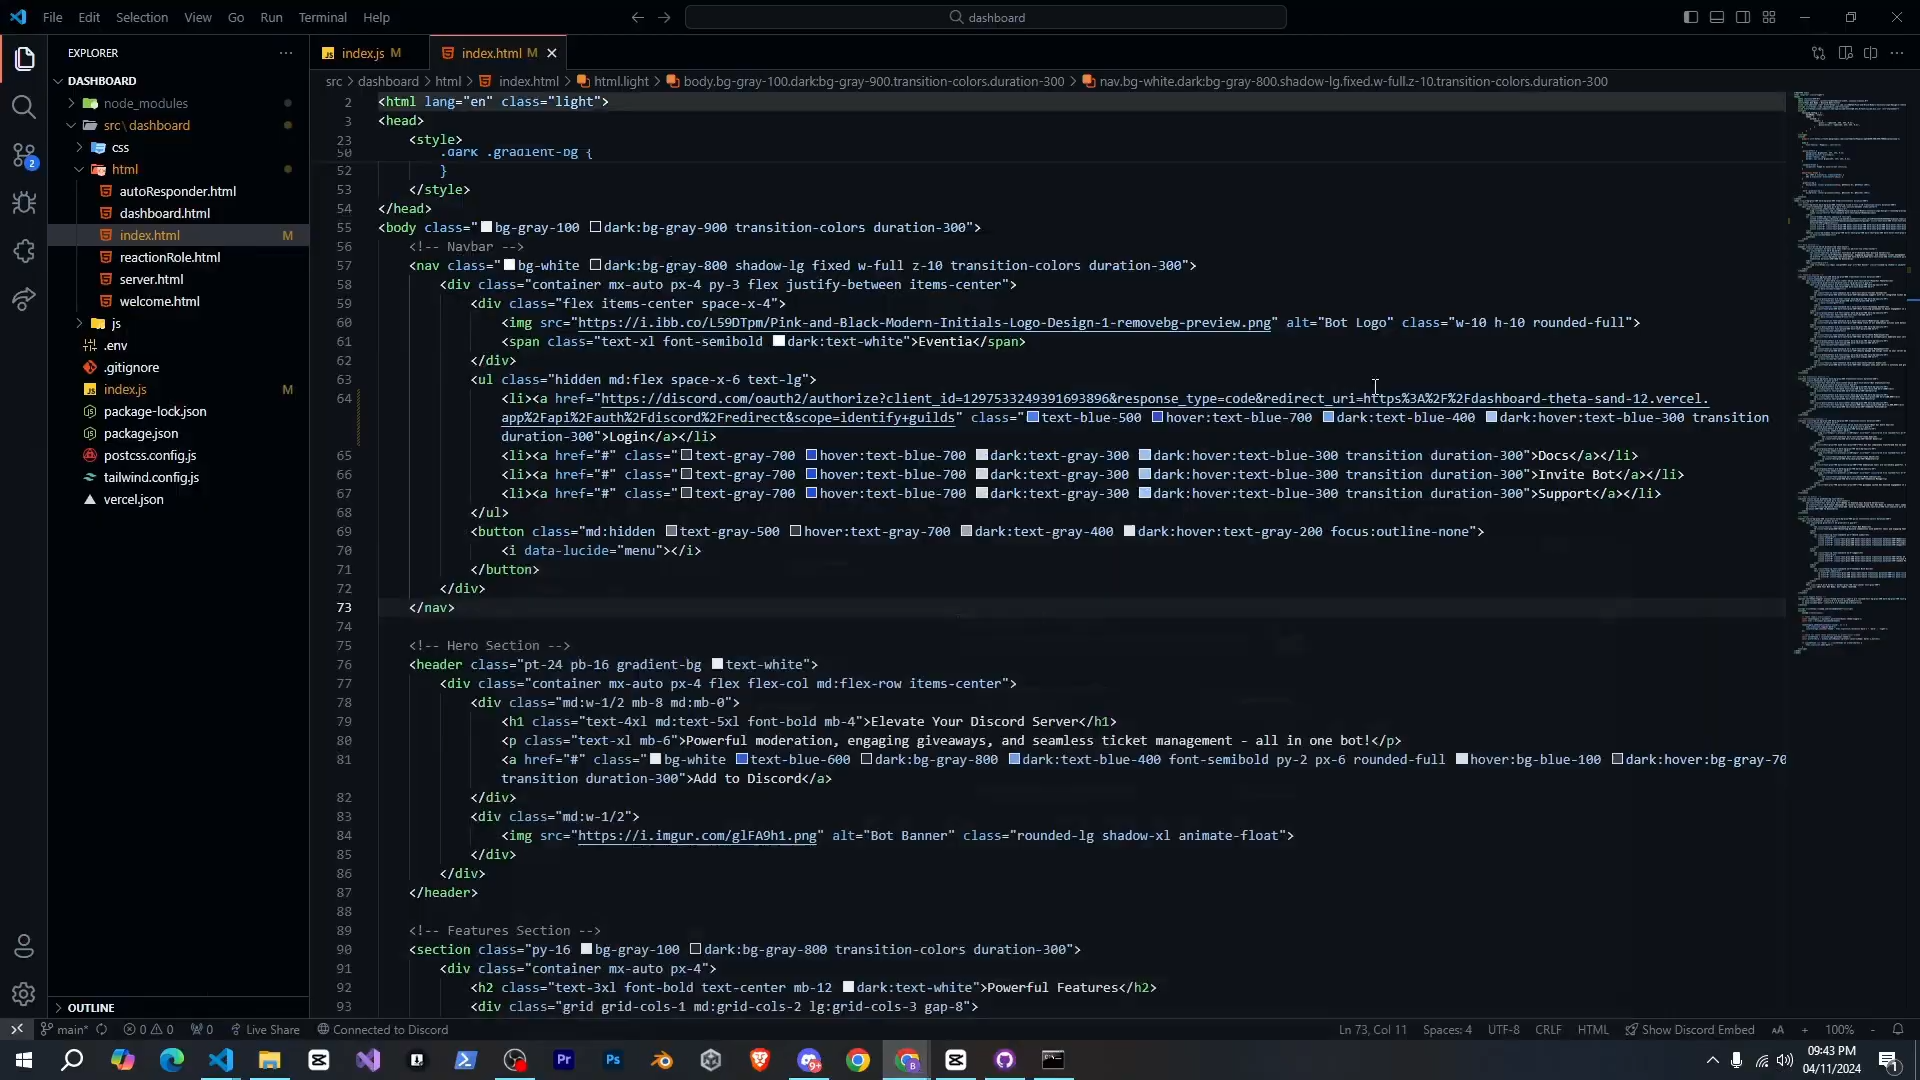 File Edit Selection View Go Run Terminal Help
dashboard
EXPLORER
DASHBOARD
node_modules
src\dashboard
css
html
autoResponder.html
dashboard.html
index.html M
reactionRole.html
server.html
welcome.html
js
.env
.gitignore
index.js M
package-lock.json
package.json
postcss.config.js
tailwind.config.js
vercel.json
OUTLINE
index.js M
index.html M
src > dashboard > html > index.html > html.light > body.bg-gray-100.dark:bg-gray-900.transition-colors.duration-300 > nav.bg-white.dark:bg-gray-800.shadow-lg.fixed.w-full.z-10.transition-colors.duration-300
2 <html lang="en" class="light">
3 <head>
23 <style>
50 .dark .gradient-bg {
52 }
53 </style>
54 </head>
55 <body class="bg-gray-100 dark:bg-gray-900 transition-colors duration-300">
56 <!-- Navbar -->
57 <nav class="bg-white dark:bg-gray-800 shadow-lg fixed w-full z-10 transition-colors duration-300">
58 <div class="container mx-auto px-4 py-3 flex justify-between items-center">
59 <div class="flex items-center space-x-4">
60 <img src="https://i.ibb.co/L59DTpm/Pink-and-Black-Modern-Initials-Logo-Design-1-removebg-preview.png" alt="Bot Logo" class="w-10 h-10 rounded-full">
61 <span class="text-xl font-semibold dark:text-white">Eventia</span>
62 </div>
63 <ul class="hidden md:flex space-x-6 text-lg">
64 <li><a href="https://discord.com/oauth2/authorize?client_id=1297533249391693896&response_type=code&redirect_uri=https%3A%2F%2Fdashboard-theta-sand-12.vercel.
app%2Fapi%2Fauth%2Fdiscord%2Fredirect&scope=identify+guilds" class="text-blue-500 hover:text-blue-700 dark:text-blue-400 dark:hover:text-blue-300 transition
duration-300">Login</a></li>
65 <li><a href="#" class="text-gray-700 hover:text-blue-700 dark:text-gray-300 dark:hover:text-blue-300 transition duration-300">Docs</a></li>
66 <li><a href="#" class="text-gray-700 hover:text-blue-700 dark:text-gray-300 dark:hover:text-blue-300 transition duration-300">Invite Bot</a></li>
67 <li><a href="#" class="text-gray-700 hover:text-blue-700 dark:text-gray-300 dark:hover:text-blue-300 transition duration-300">Support</a></li>
68 </ul>
69 <button class="md:hidden text-gray-500 hover:text-gray-700 dark:text-gray-400 dark:hover:text-gray-200 focus:outline-none">
70 <i data-lucide="menu"></i>
71 </button>
72 </div>
73 </nav>
74
75 <!-- Hero Section -->
76 <header class="pt-24 pb-16 gradient-bg text-white">
77 <div class="container mx-auto px-4 flex flex-col md:flex-row items-center">
78 <div class="md:w-1/2 mb-8 md:mb-0">
79 <h1 class="text-4xl md:text-5xl font-bold mb-4">Elevate Your Discord Server</h1>
80 <p class="text-xl mb-6">Powerful moderation, engaging giveaways, and seamless ticket management - all in one bot!</p>
81 <a href="#" class="bg-white text-blue-600 dark:bg-gray-800 dark:text-blue-400 font-semibold py-2 px-6 rounded-full hover:bg-blue-100 dark:hover:bg-gray-70
transition duration-300">Add to Discord</a>
82 </div>
83 <div class="md:w-1/2">
84 <img src="https://i.imgur.com/glFA9h1.png" alt="Bot Banner" class="rounded-lg shadow-xl animate-float">
85 </div>
86 </div>
87 </header>
88
89 <!-- Features Section -->
90 <section class="py-16 bg-gray-100 dark:bg-gray-800 transition-colors duration-300">
91 <div class="container mx-auto px-4">
92 <h2 class="text-3xl font-bold text-center mb-12 dark:text-white">Powerful Features</h2>
93 <div class="grid grid-cols-1 md:grid-cols-2 lg:grid-cols-3 gap-8">
main* 0 0 0 Live Share Connected to Discord
Ln 73, Col 11 Spaces: 4 UTF-8 CRLF HTML Show Discord Embed 100%
09:43 PM
04/11/2024